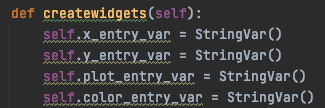 def createwidgets(self):
    self.x_entry_var = StringVar()
    self.y_entry_var = StringVar()
    self.plot_entry_var = StringVar()
    self.color_entry_var = StringVar()